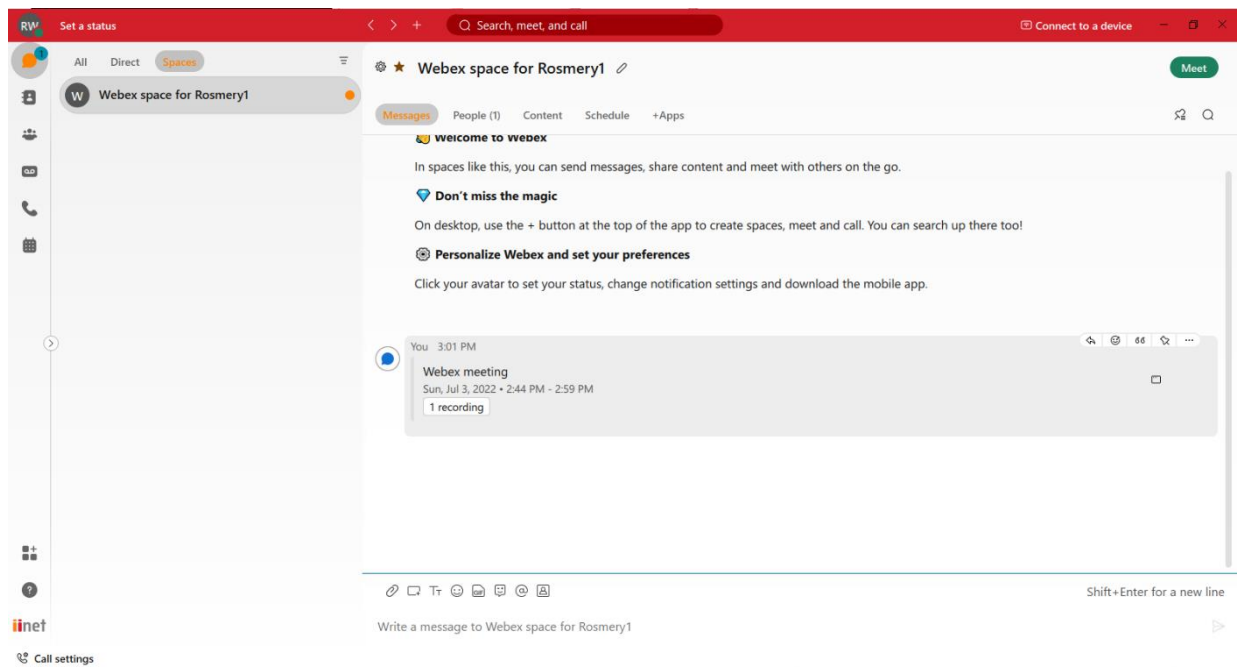 RW Set a status
Search, meet, and call
Connect to a device
1
All Direct Spaces
W Webex space for Rosmery1
Webex space for Rosmery1
Meet
Messages People (1) Content Schedule +Apps
Welcome to Webex
In spaces like this, you can send messages, share content and meet with others on the go.
Don't miss the magic
On desktop, use the + button at the top of the app to create spaces, meet and call. You can search up there too!
Personalize Webex and set your preferences
Click your avatar to set your status, change notification settings and download the mobile app.
You 3:01 PM
Webex meeting
Sun, Jul 3, 2022 • 2:44 PM - 2:59 PM
1 recording
Shift+Enter for a new line
Write a message to Webex space for Rosmery1
iinet
Call settings